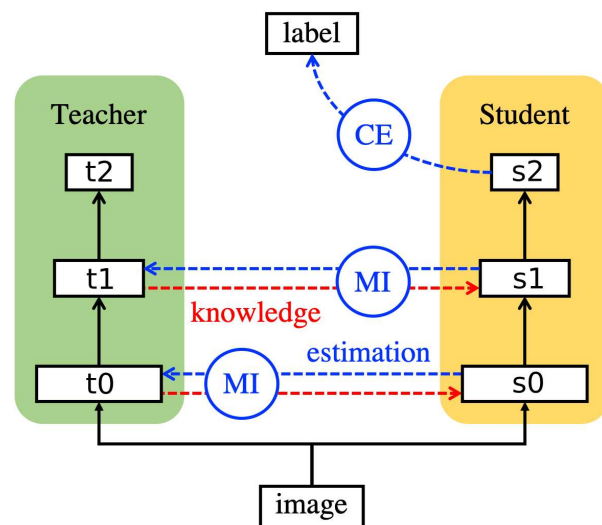 label
Teacher
CE
Student
t2
s2
t1
MI
s1
knowledge
estimation
t0
MI
s0
image